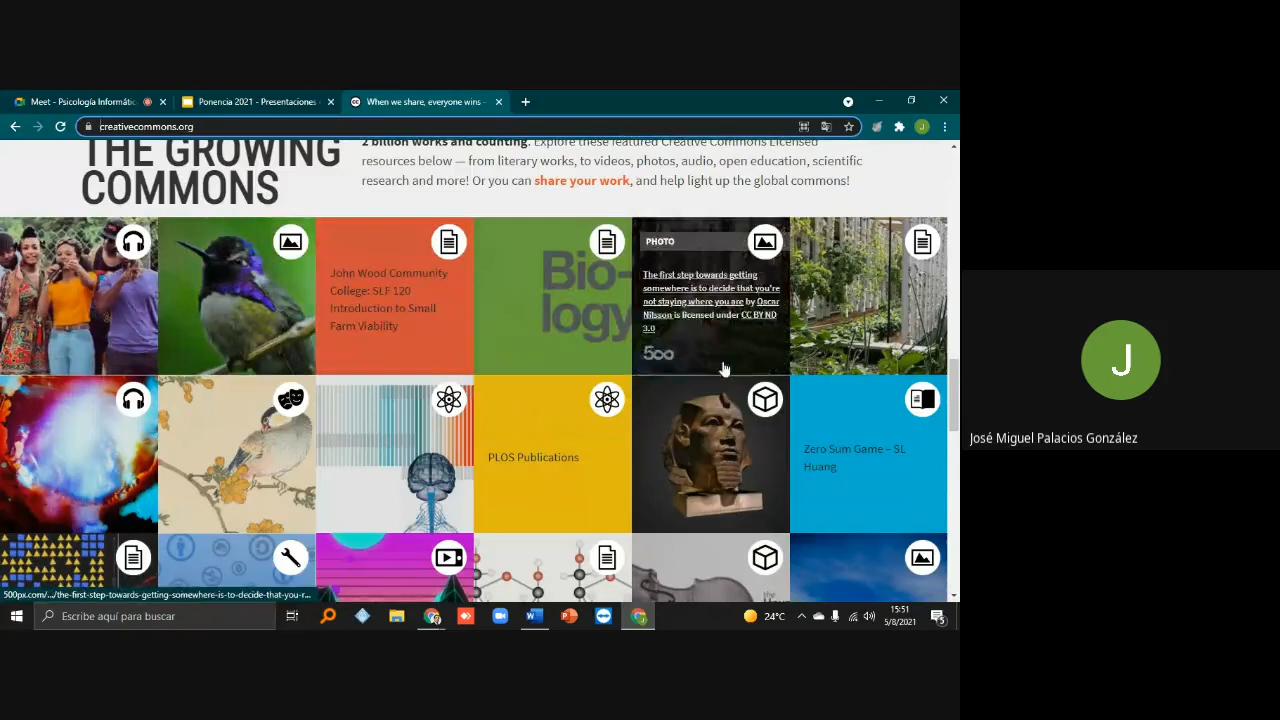 Meet - Psicología Informátic
Ponencia 2021 - Presentaciones
When we share, everyone wins -
creativecommons.org
THE GROWING
COMMONS
2 billion works and counting. Explore these featured Creative Commons Licensed
resources below — from literary works, to videos, photos, audio, open education, scientific
research and more! Or you can share your work, and help light up the global commons!
John Wood Community
College: SLF 120
Introduction to Small
Farm Viability
Bio-
logy
PHOTO
The first step towards getting
somewhere is to decide that you're
not staying where you are by Oscar
Nilsson is licensed under CC BY ND
3.0
500
PLOS Publications
Zero Sum Game – SL
Huang
500px.com/.../the-first-step-towards-getting-somewhere-is-to-decide-that-you-r...
Escribe aquí para buscar
24°C
15:51
5/8/2021
5
J
José Miguel Palacios González